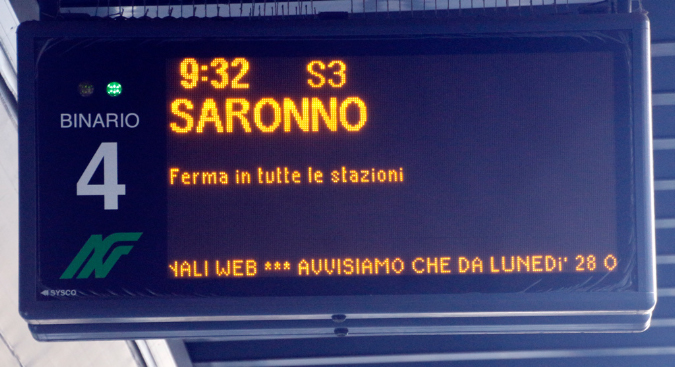 9:32 S3
SARONNO
BINARIO
4
Ferma in tutte le stazioni
NALI WEB *** AVVISIAMO CHE DA LUNEDi' 28 O
SYSCO